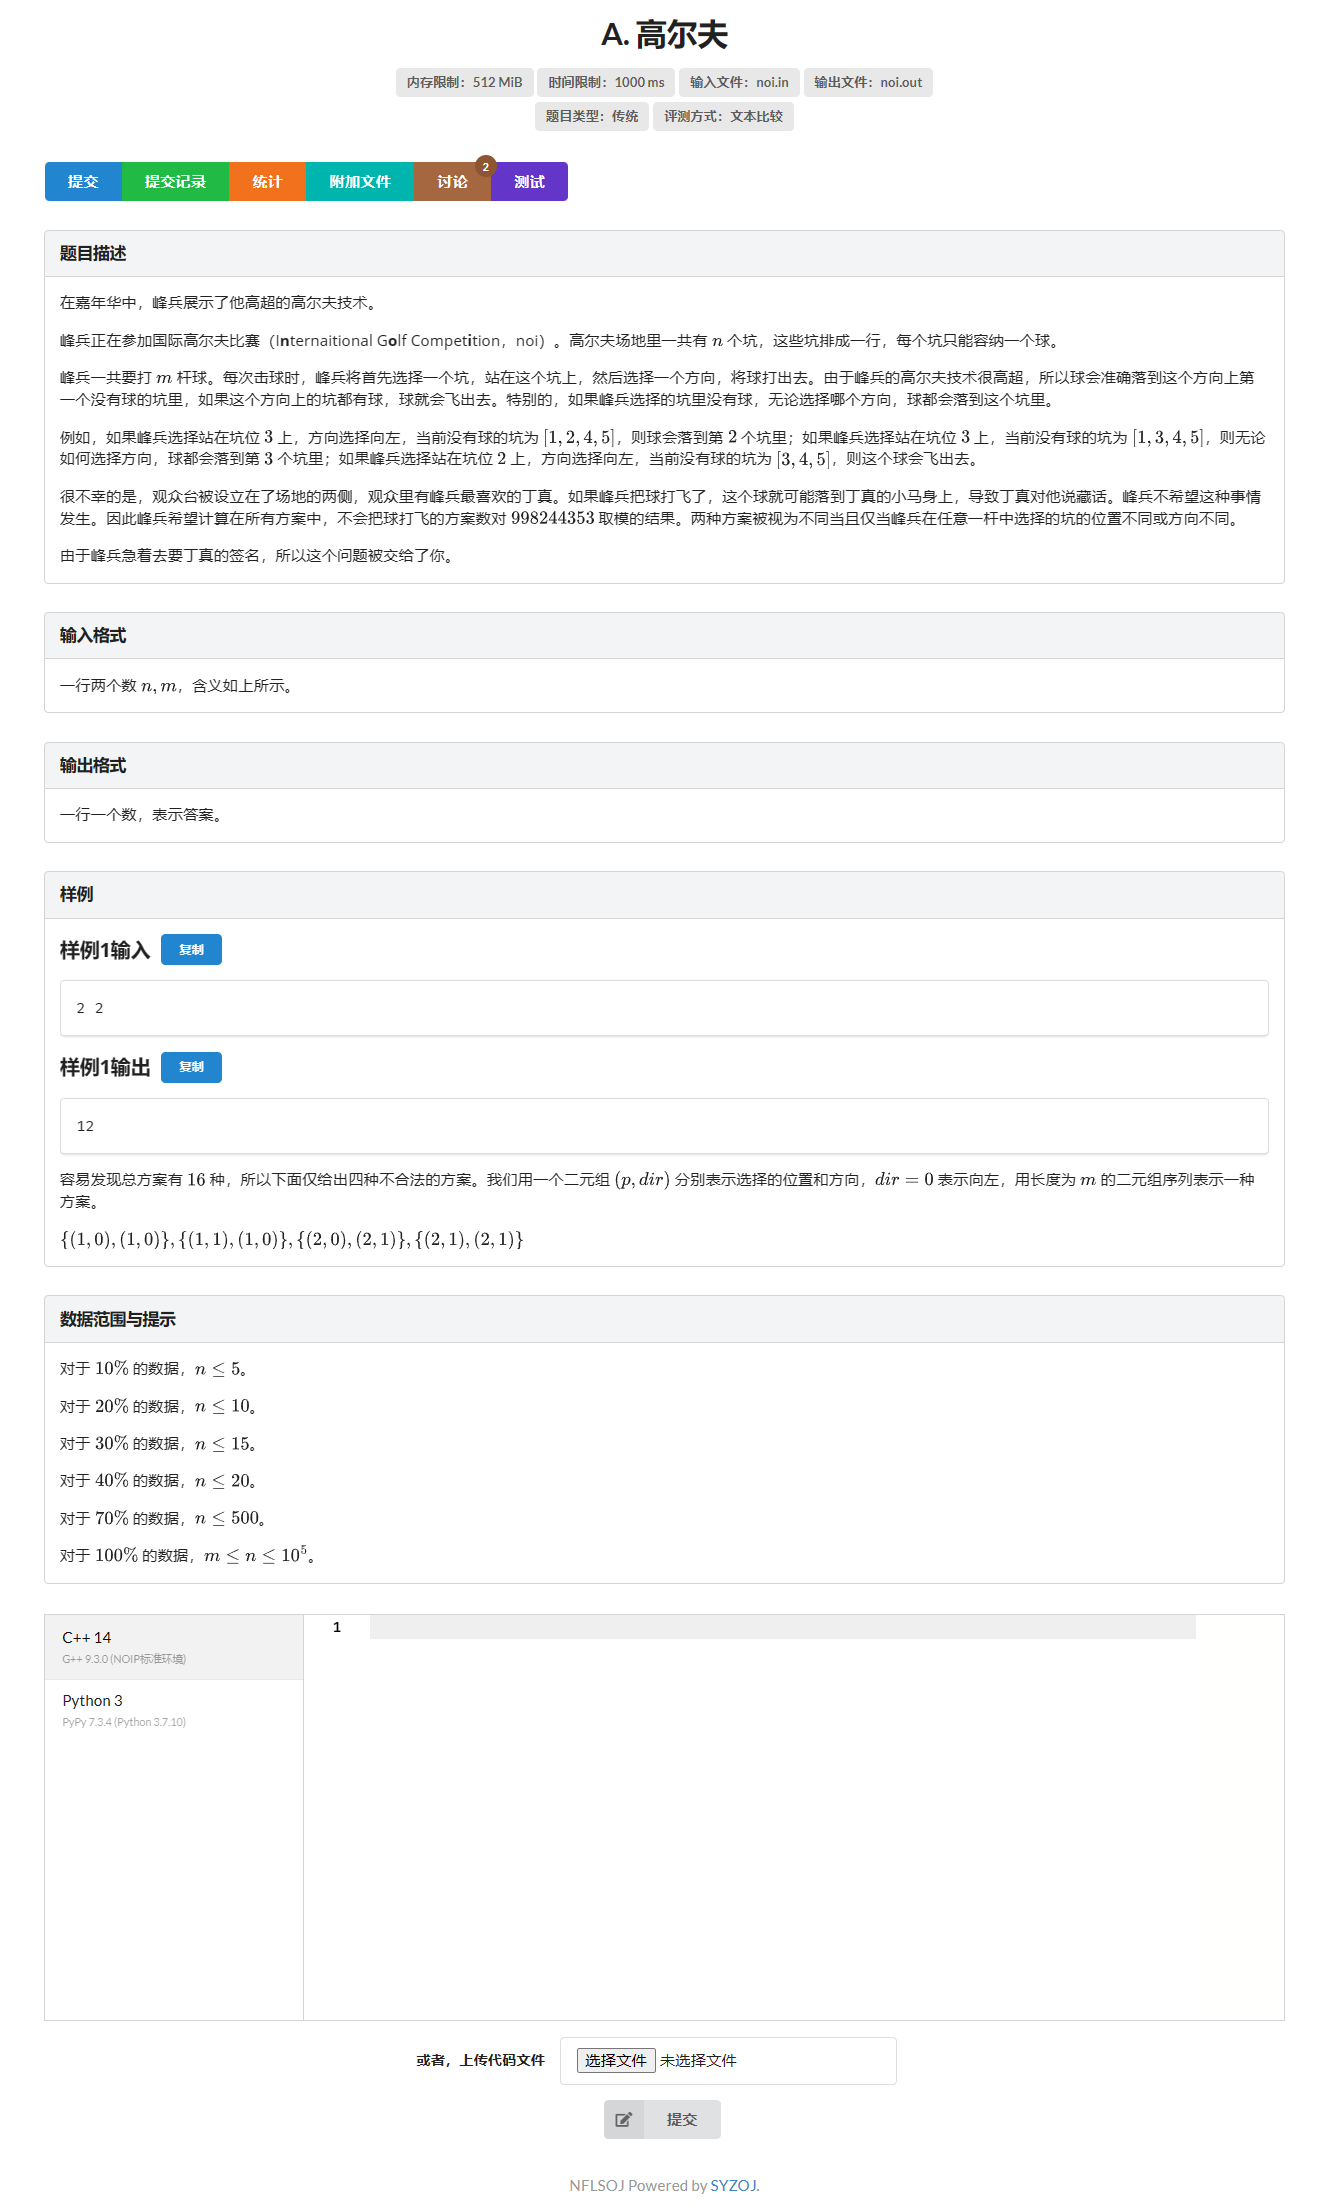 A. 高尔夫
内存限制：512 MiB 时间限制：1000 ms 输入文件：noi.in 输出文件：noi.out
题目类型：传统 评测方式：文本比较
提交 提交记录 统计 附加文件 讨论 2 测试
题目描述
在嘉年华中，峰兵展示了他高超的高尔夫技术。
峰兵正在参加国际高尔夫比赛（Internaitional Golf Competition，noi）。高尔夫场地里一共有 n 个坑，这些坑排成一行，每个坑只能容纳一个球。
峰兵一共要打 m 杆球。每次击球时，峰兵将首先选择一个坑，站在这个坑上，然后选择一个方向，将球打出去。由于峰兵的高尔夫技术很高超，所以球会准确落到这个方向上第
一个没有球的坑里，如果这个方向上的坑都有球，球就会飞出去。特别的，如果峰兵选择的坑里没有球，无论选择哪个方向，球都会落到这个坑里。
例如，如果峰兵选择站在坑位 3 上，方向选择向左，当前没有球的坑为 [1, 2, 4, 5]，则球会落到第 2 个坑里；如果峰兵选择站在坑位 3 上，当前没有球的坑为 [1, 3, 4, 5]，则无论
如何选择方向，球都会落到第 3 个坑里；如果峰兵选择站在坑位 2 上，方向选择向左，当前没有球的坑为 [3, 4, 5]，则这个球会飞出去。
很不幸的是，观众台被设立在了场地的两侧，观众里有峰兵最喜欢的丁真。如果峰兵把球打飞了，这个球就可能落到丁真的小马身上，导致丁真对他说藏话。峰兵不希望这种事情
发生。因此峰兵希望计算在所有方案中，不会把球打飞的方案数对 998244353 取模的结果。两种方案被视为不同当且仅当峰兵在任意一杆中选择的坑的位置不同或方向不同。
由于峰兵急着去要丁真的签名，所以这个问题被交给了你。
输入格式
一行两个数 n, m，含义如上所示。
输出格式
一行一个数，表示答案。
样例
样例1输入 复制
2 2
样例1输出 复制
12
容易发现总方案有 16 种，所以下面仅给出四种不合法的方案。我们用一个二元组 (p, dir) 分别表示选择的位置和方向，dir = 0 表示向左，用长度为 m 的二元组序列表示一种
方案。
{(1, 0), (1, 0)}, {(1, 1), (1, 0)}, {(2, 0), (2, 1)}, {(2, 1), (2, 1)}
数据范围与提示
对于 10% 的数据，n ≤ 5。
对于 20% 的数据，n ≤ 10。
对于 30% 的数据，n ≤ 15。
对于 40% 的数据，n ≤ 20。
对于 70% 的数据，n ≤ 500。
对于 100% 的数据，m ≤ n ≤ 10⁵。
C++ 14
G++ 9.3.0 (NOIP标准环境)
1
Python 3
PyPy 7.3.4 (Python 3.7.10)
或者，上传代码文件 选择文件 未选择文件
提交
NFLSOJ Powered by SYZOJ.